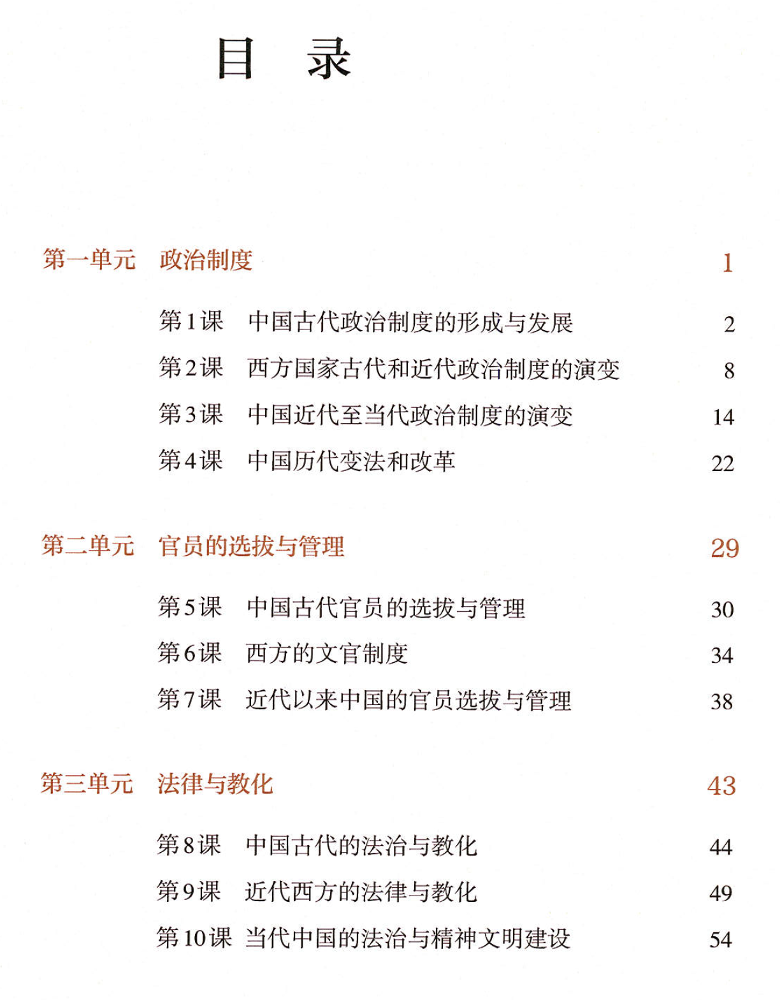 目 录
第一单元 政治制度 1
第1课 中国古代政治制度的形成与发展 2
第2课 西方国家古代和近代政治制度的演变 8
第3课 中国近代至当代政治制度的演变 14
第4课 中国历代变法和改革 22
第二单元 官员的选拔与管理 29
第5课 中国古代官员的选拔与管理 30
第6课 西方的文官制度 34
第7课 近代以来中国的官员选拔与管理 38
第三单元 法律与教化 43
第8课 中国古代的法治与教化 44
第9课 近代西方的法律与教化 49
第10课 当代中国的法治与精神文明建设 54